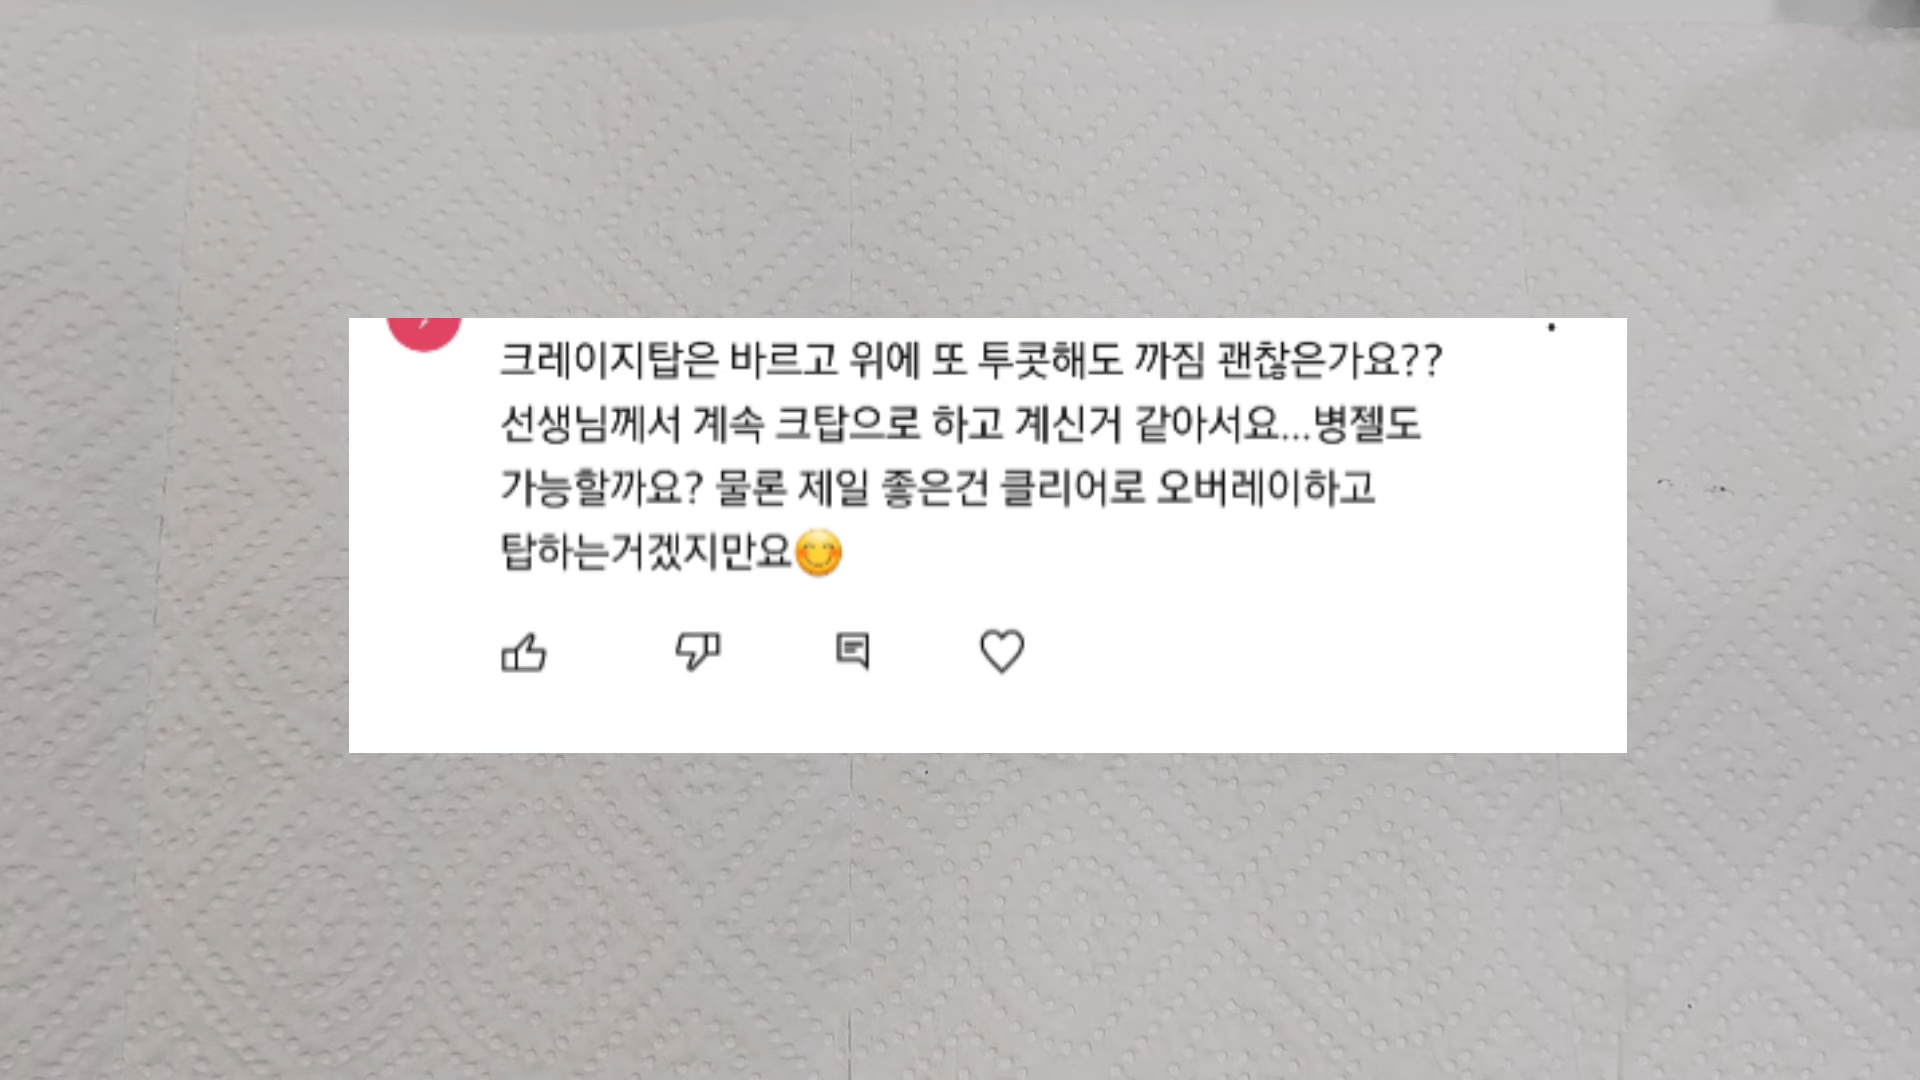 크레이지탑은 바르고 위에 또 투콧해도 까짐 괜찮은가요??
선생님께서 계속 크탑으로 하고 계신거 같아서요...병젤도
가능할까요? 물론 제일 좋은건 클리어로 오버레이하고
탑하는거겠지만요😊